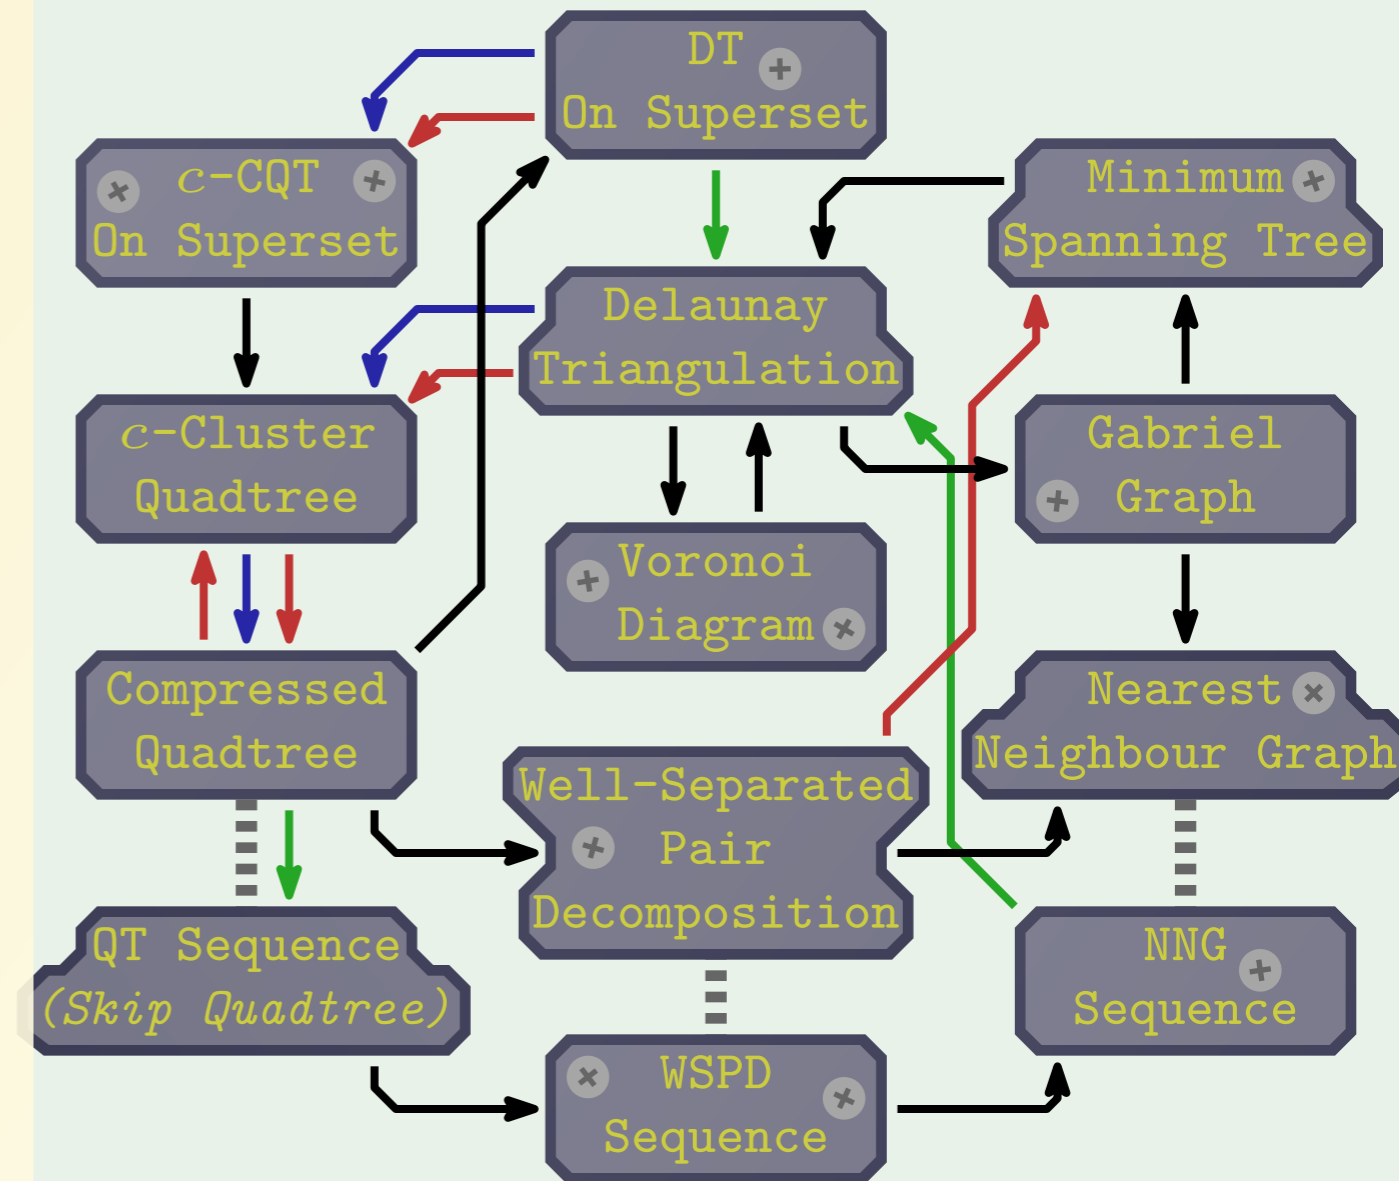 DT
On Superset
c-CQT
On Superset
Minimum
Spanning Tree
Delaunay
Triangulation
c-Cluster
Quadtree
Gabriel
Graph
Voronoi
Diagram
Compressed
Quadtree
Nearest
Neighbour Graph
Well-Separated
Pair
Decomposition
QT Sequence
(Skip Quadtree)
NNG
Sequence
WSPD
Sequence